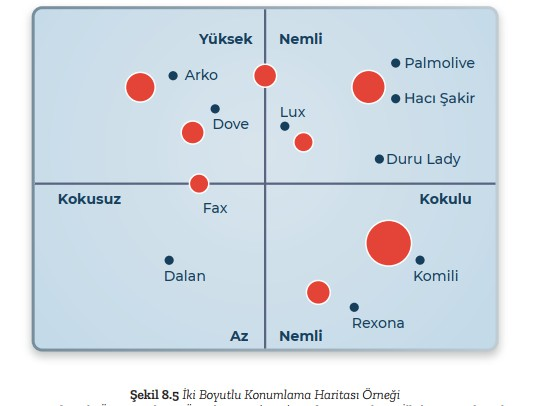 Yüksek Nemli
Palmolive
Arko
Hacı Şakir
Lux
Dove
Duru Lady
Kokusuz Kokulu
Fax
Dalan Komili
Rexona
Az Nemli
Şekil 8.5 İki Boyutlu Konumlama Haritası Örneği